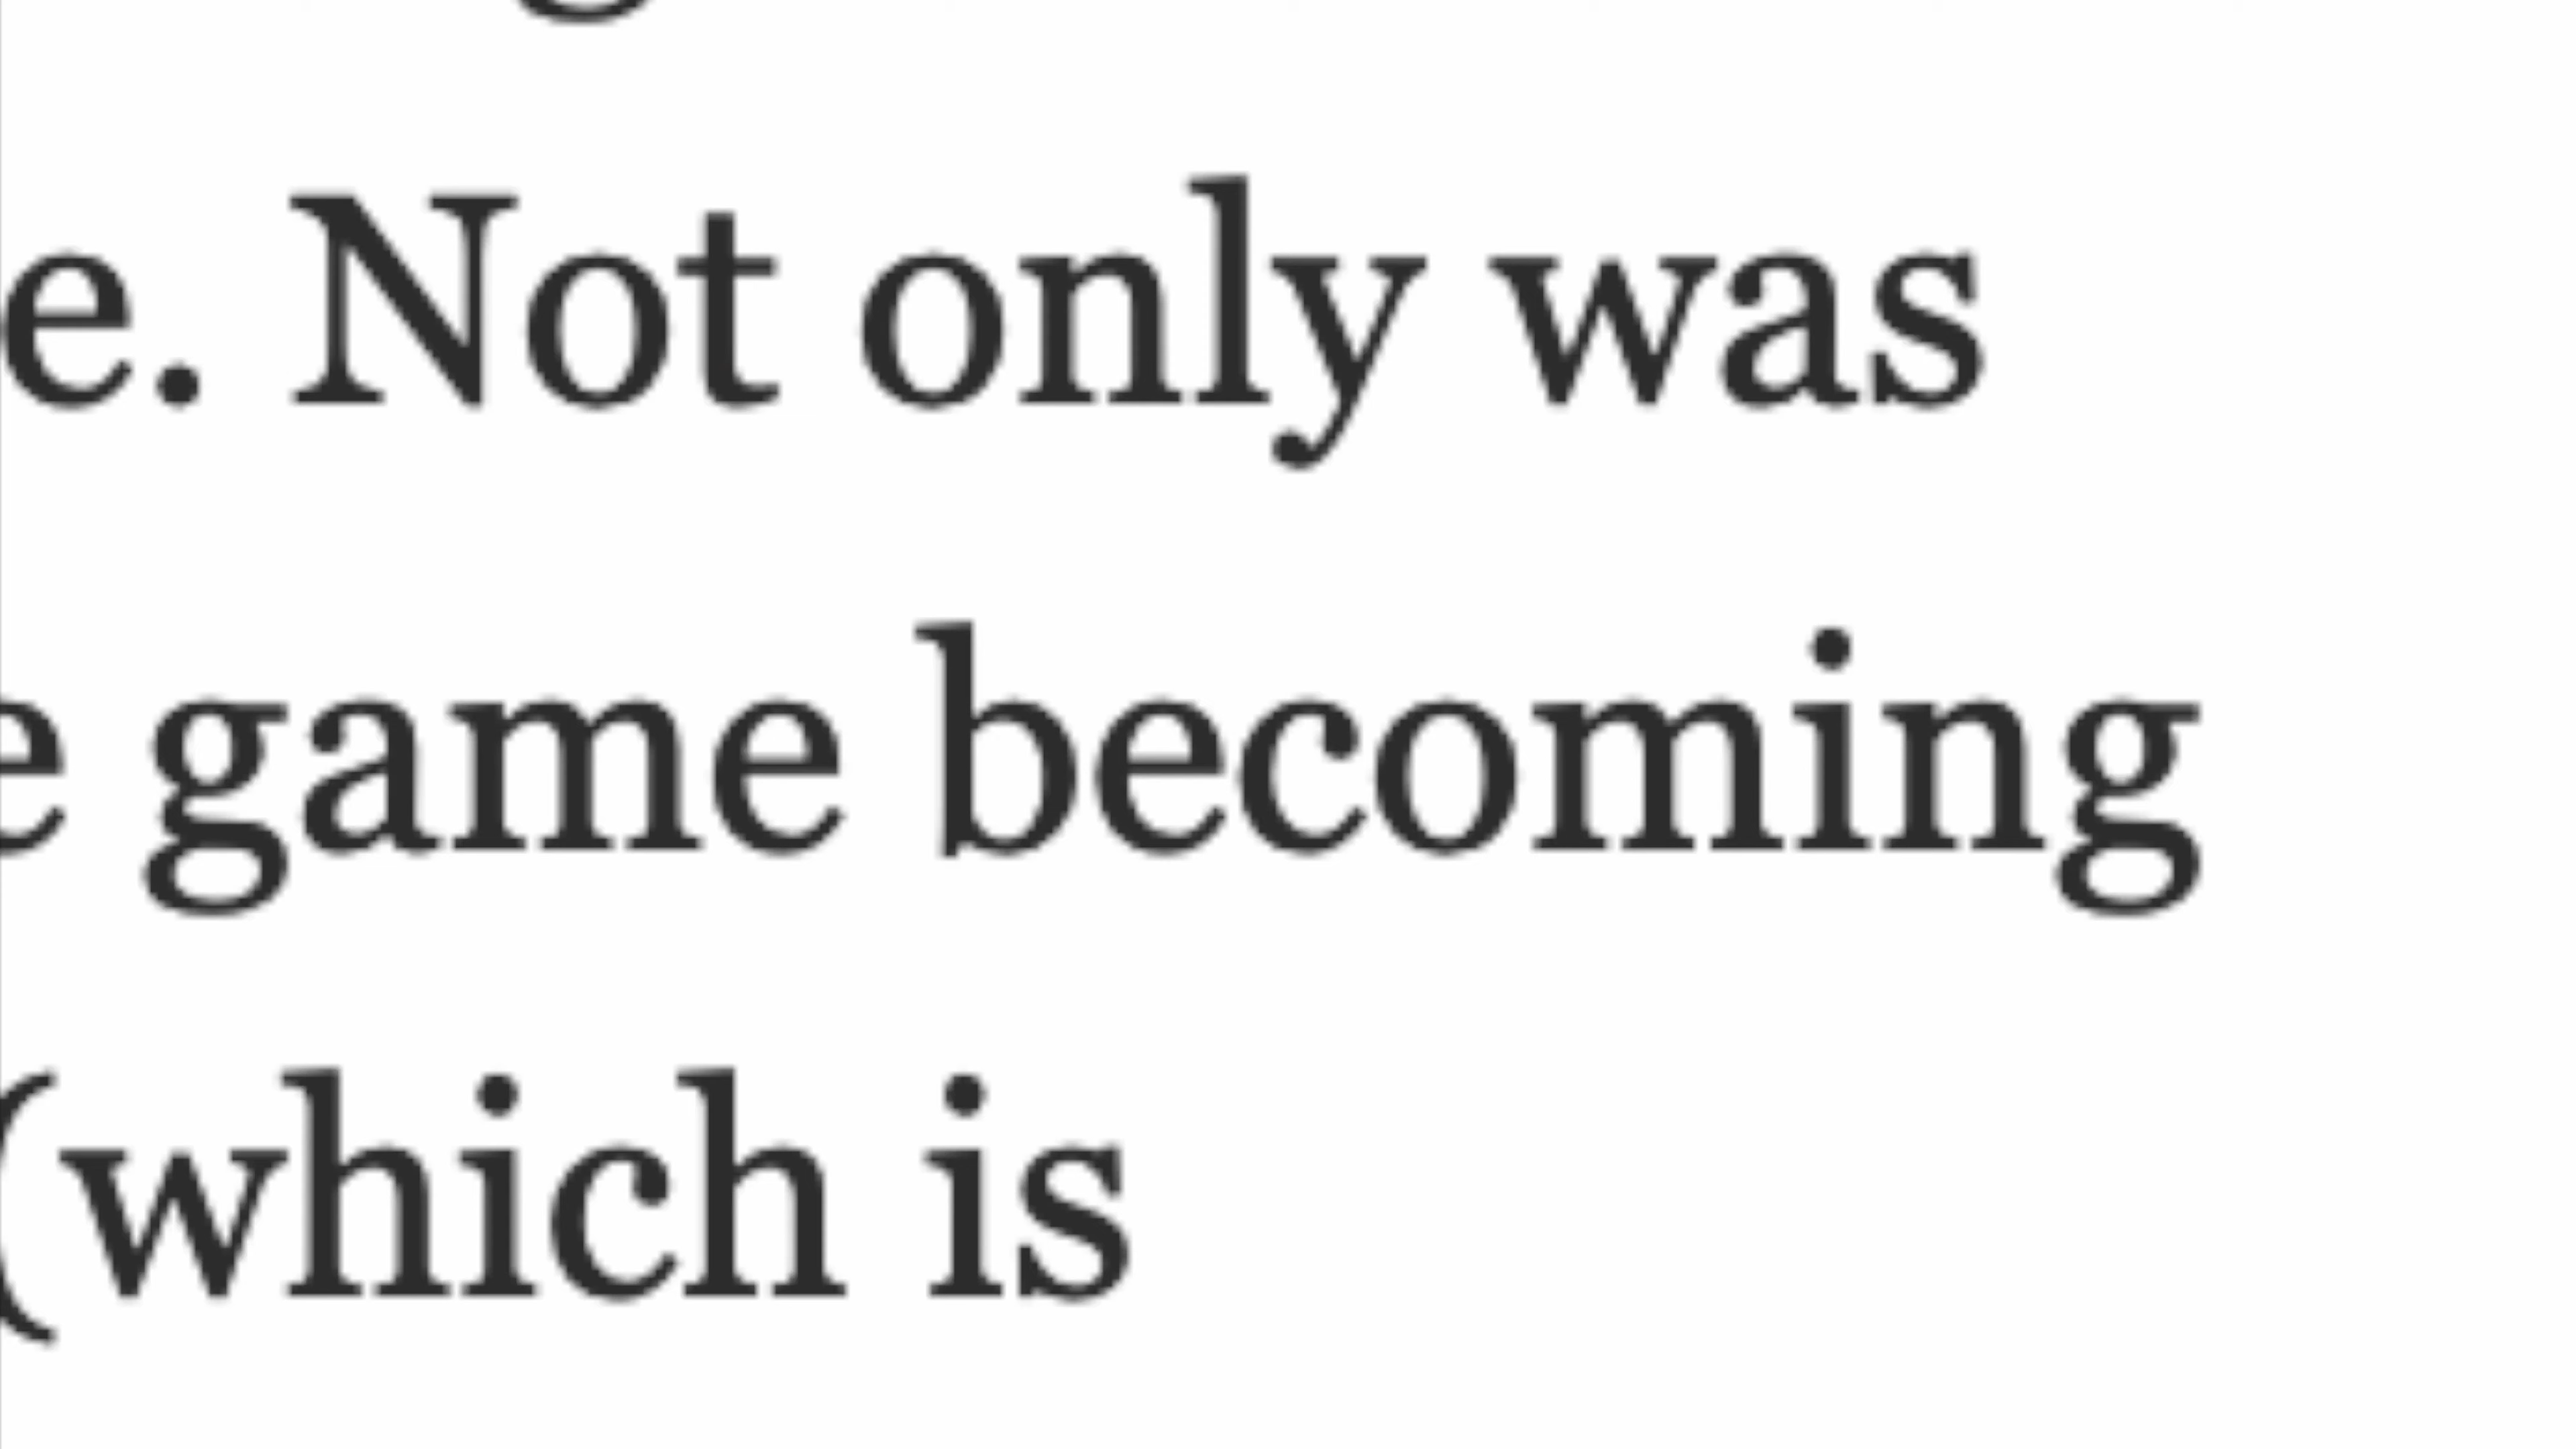 e. Not only was
e game becoming
(which is